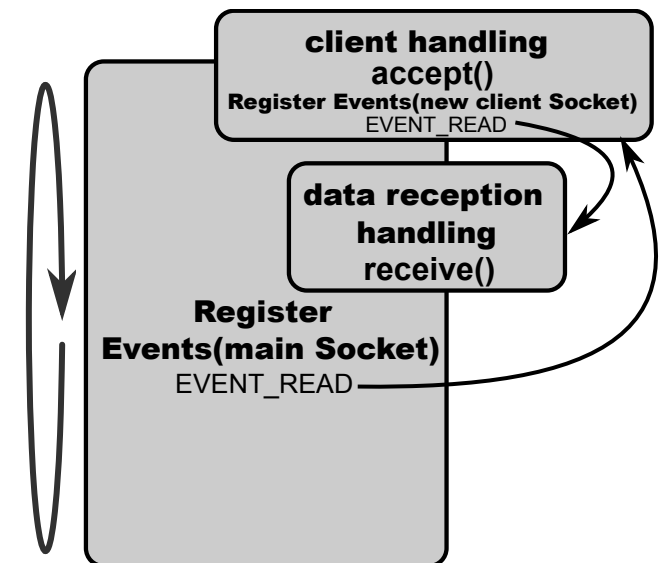 client handling
accept()
Register Events(new client Socket)
EVENT_READ
data reception
handling
receive()
Register
Events(main Socket)
EVENT_READ